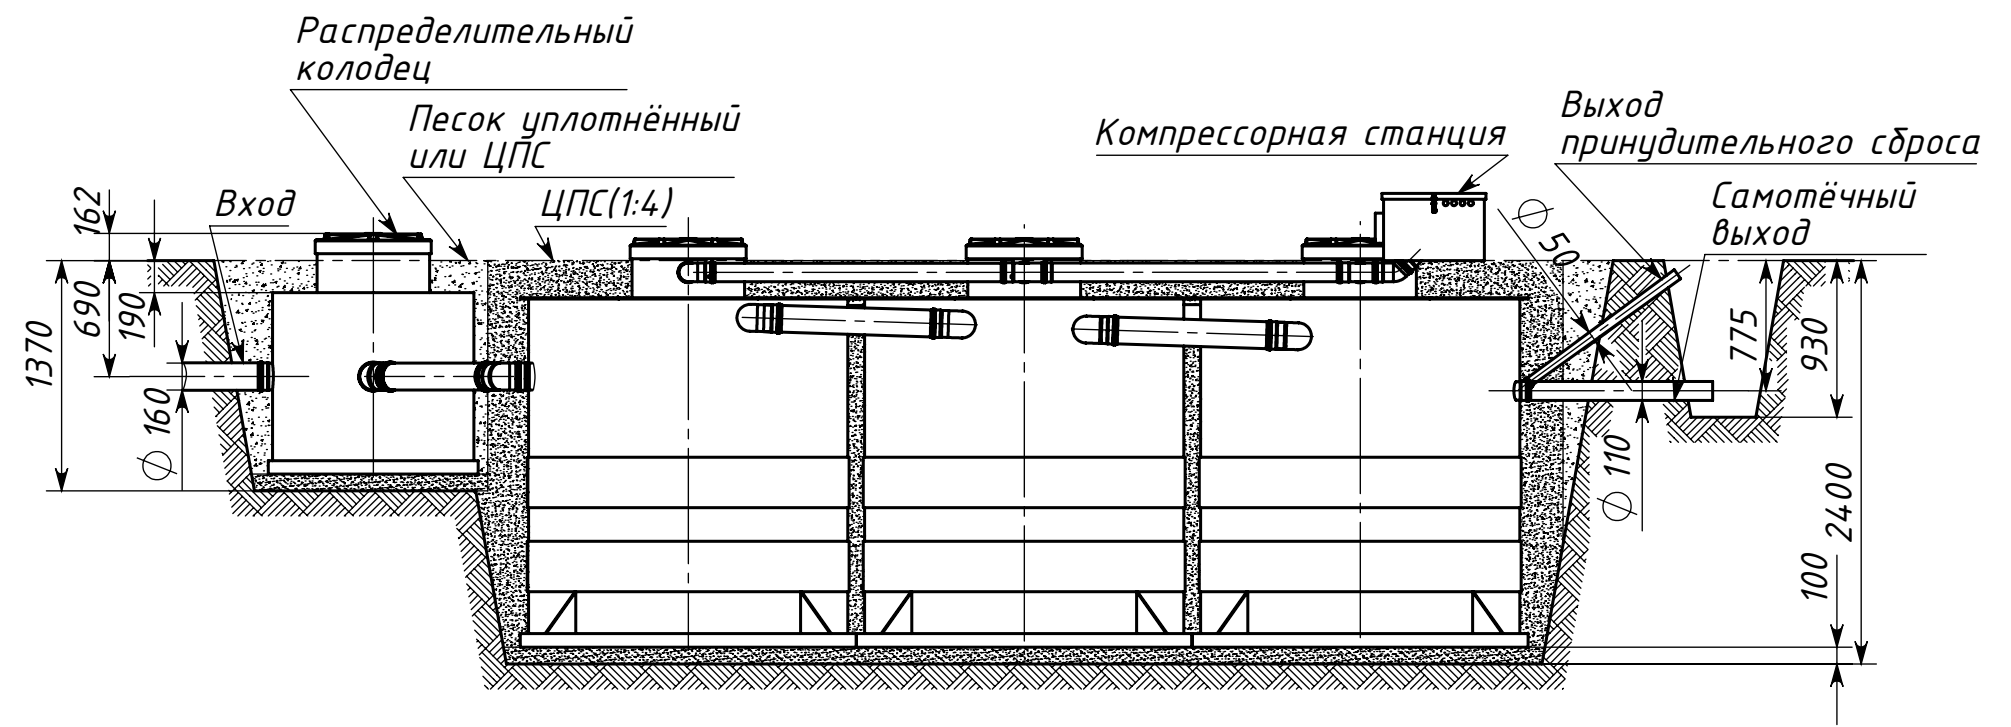 Распределительный
колодец
Песок уплотнённый
или ЦПС
Вход
ЦПС(1:4)
Компрессорная станция
Выход
принудительного сброса
Самотёчный
выход
162
690
190
1370
⌀ 160
⌀ 50
⌀ 110
775
930
2400
100